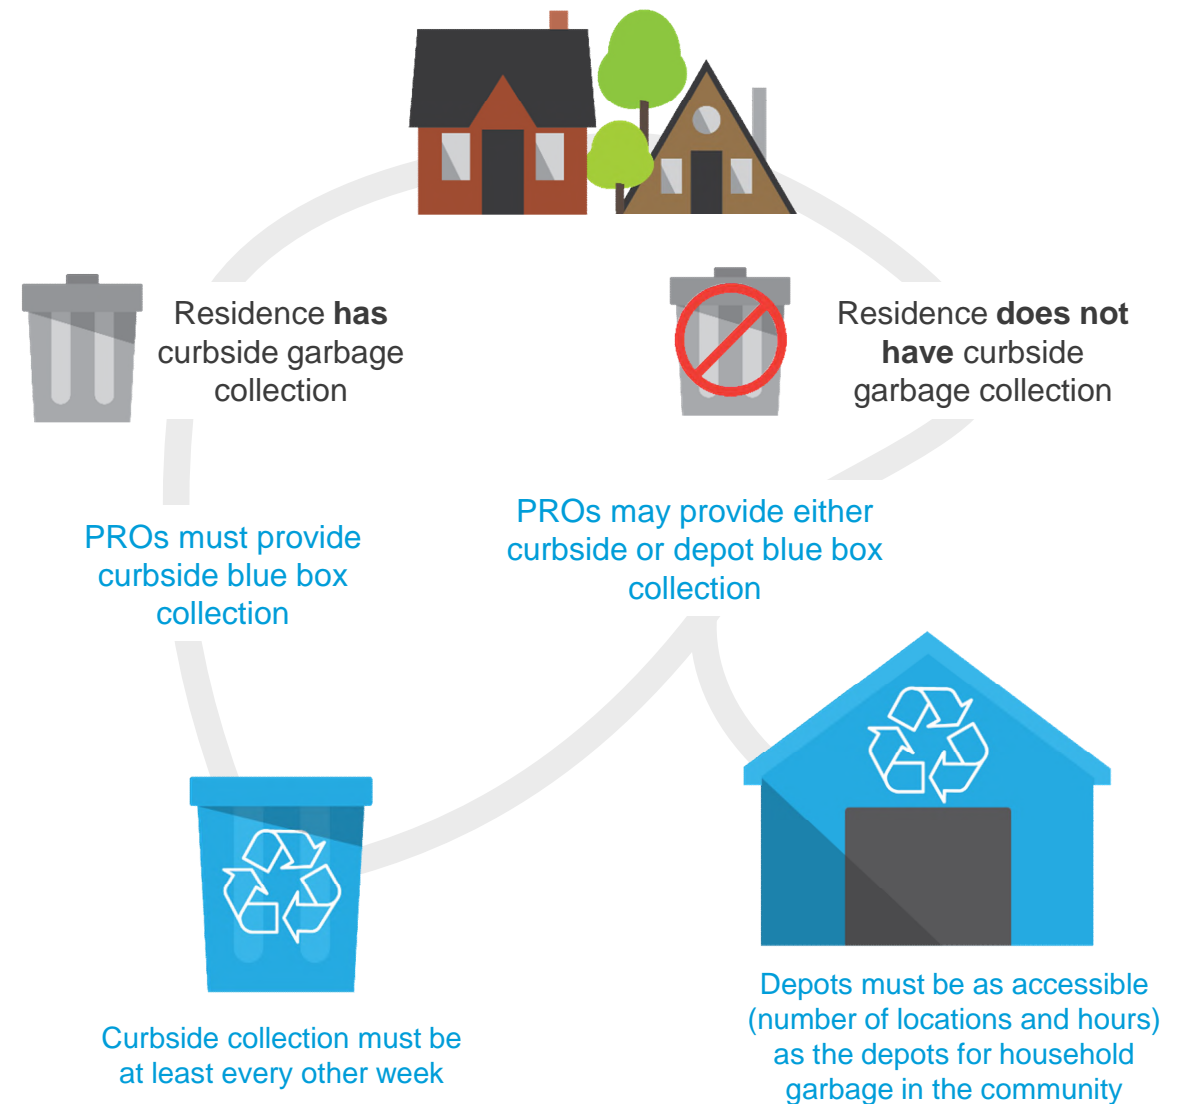 Residence has
curbside garbage
collection
Residence does not
have curbside
garbage collection
PROs must provide
curbside blue box
collection
PROs may provide either
curbside or depot blue box
collection
Curbside collection must be
at least every other week
Depots must be as accessible
(number of locations and hours)
as the depots for household
garbage in the community